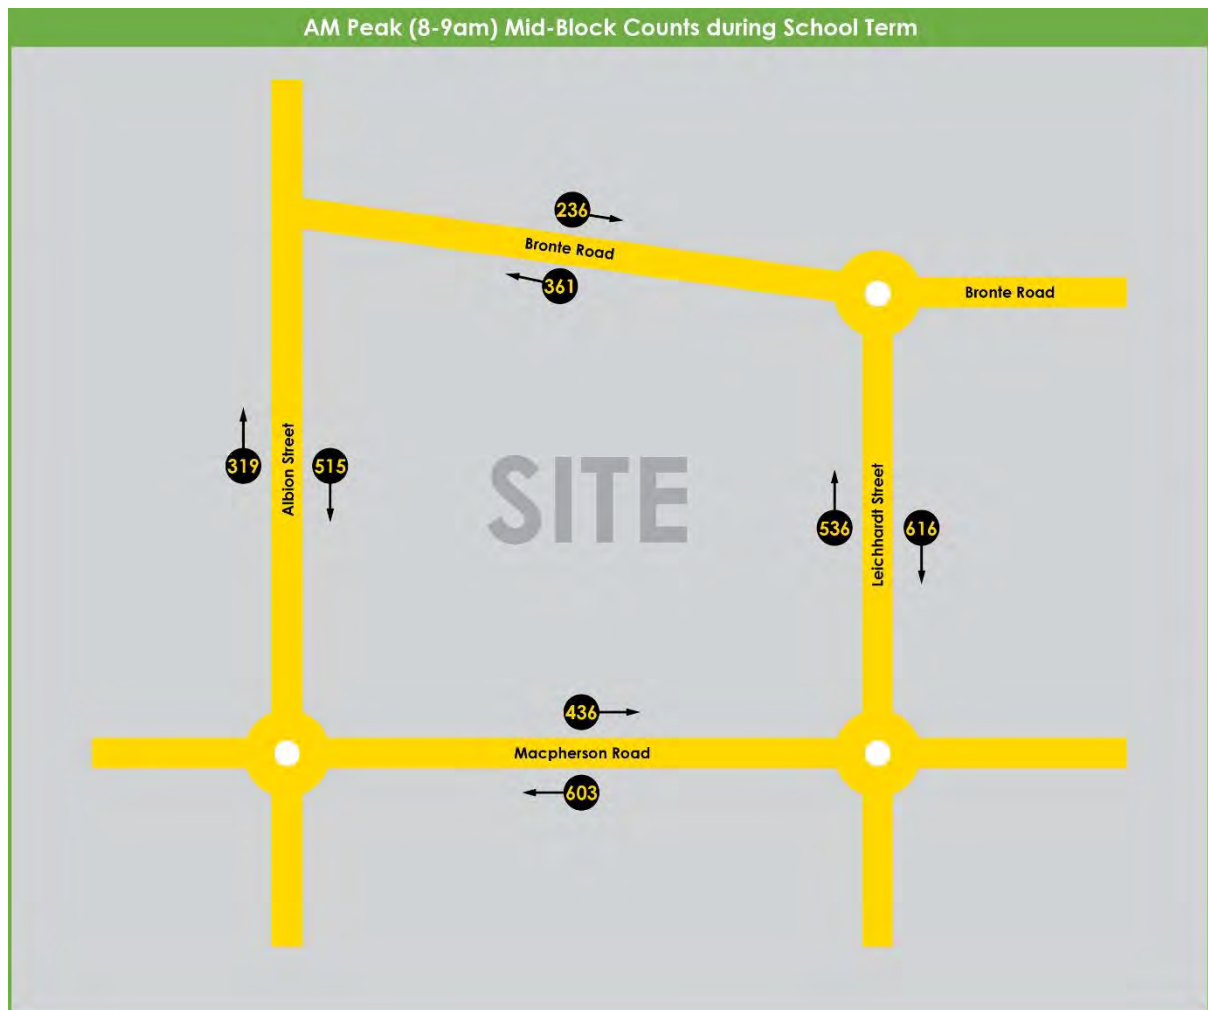 AM Peak (8-9am) Mid-Block Counts during School Term
236
Bronte Road
361
Bronte Road
319
Albion Street
515
SITE
536
Leichhardt Street
616
436
Macpherson Road
603